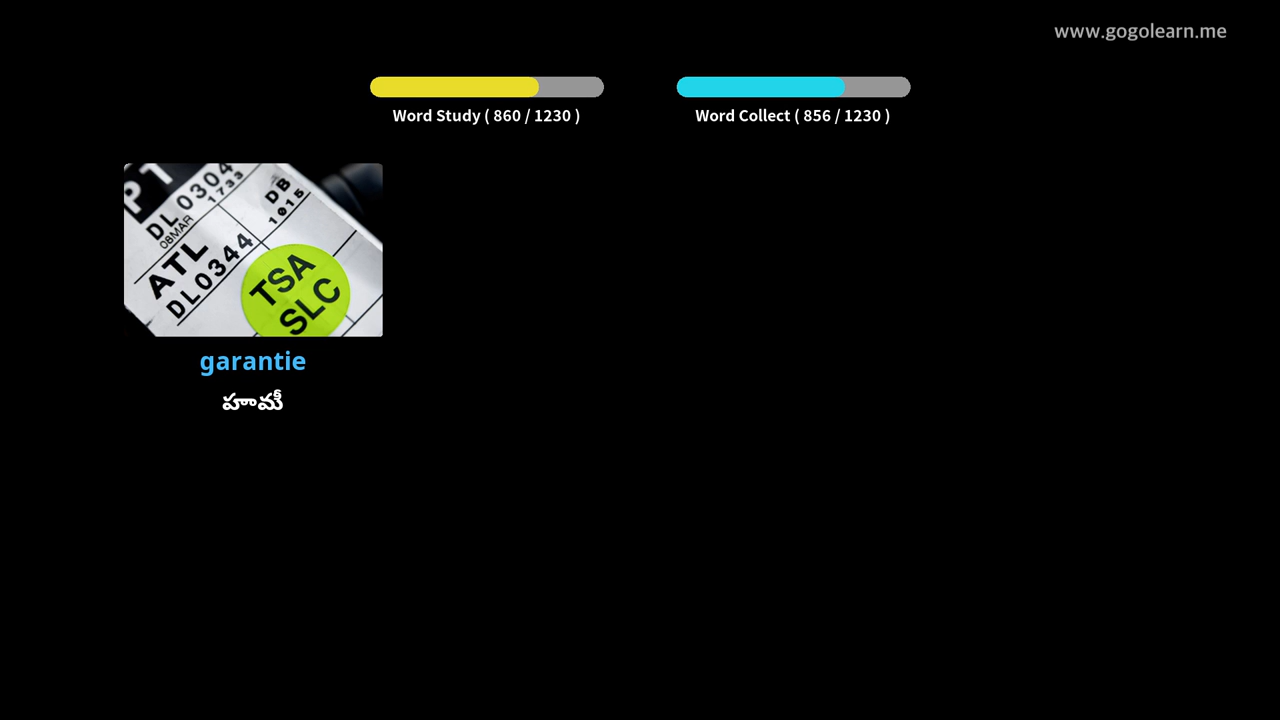 www.gogolearn.me
Word Study ( 860 / 1230 )
Word Collect ( 856 / 1230 )
PT
DL 0304
1733
08MAR
DB
1015
ATL
DL0344
TSA
SLC
garantie
హామీ